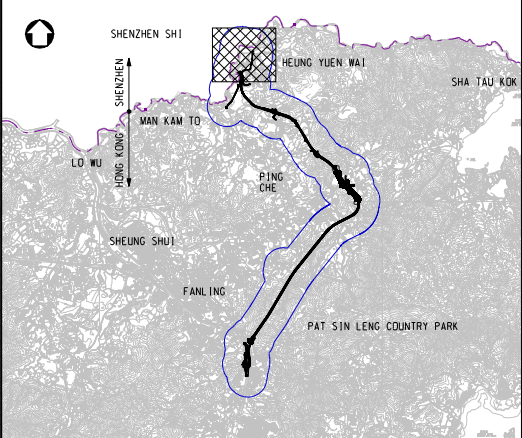 SHENZHEN SHI
HEUNG YUEN WAI
SHA TAU KOK
SHENZHEN
HONG KONG
MAN KAM TO
LO WU
PING
CHE
SHEUNG SHUI
FANLING
PAT SIN LENG COUNTRY PARK